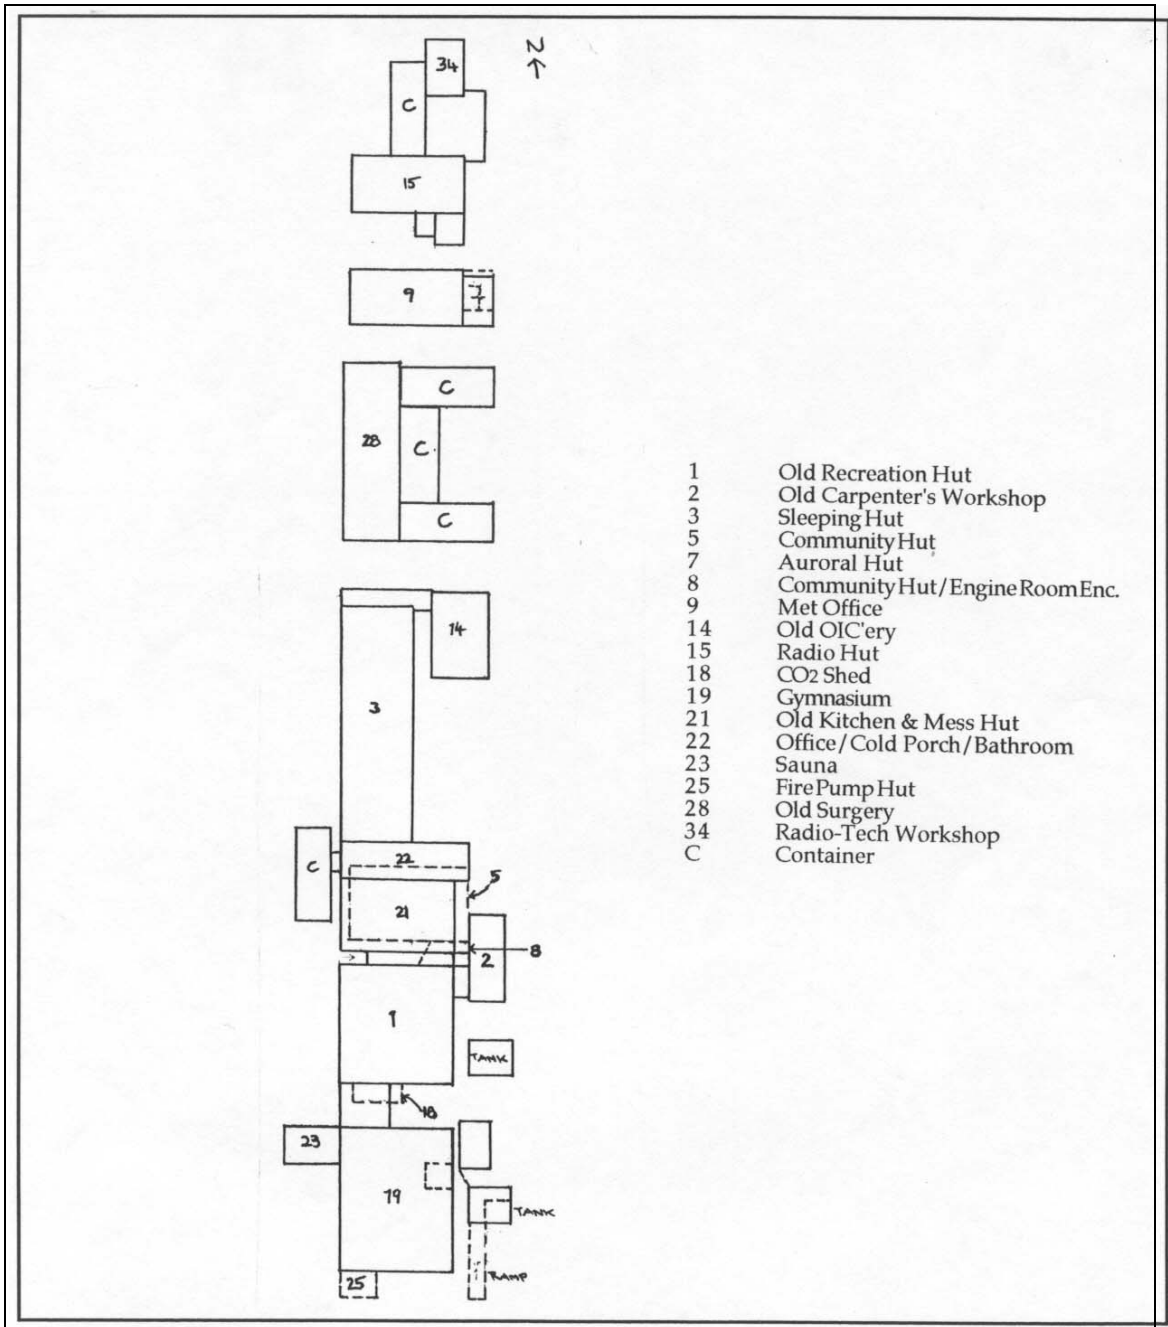 34
N
C
15
9
C
28
C
C
14
3
22
C
5
21
8
2
1
TANK
18
23
19
TANK
25
RAMP
1 Old Recreation Hut
2 Old Carpenter's Workshop
3 Sleeping Hut
5 Community Hut
7 Auroral Hut
8 Community Hut/Engine Room Enc.
9 Met Office
14 Old OIC'ery
15 Radio Hut
18 CO2 Shed
19 Gymnasium
21 Old Kitchen & Mess Hut
22 Office/Cold Porch/Bathroom
23 Sauna
25 Fire Pump Hut
28 Old Surgery
34 Radio-Tech Workshop
C Container